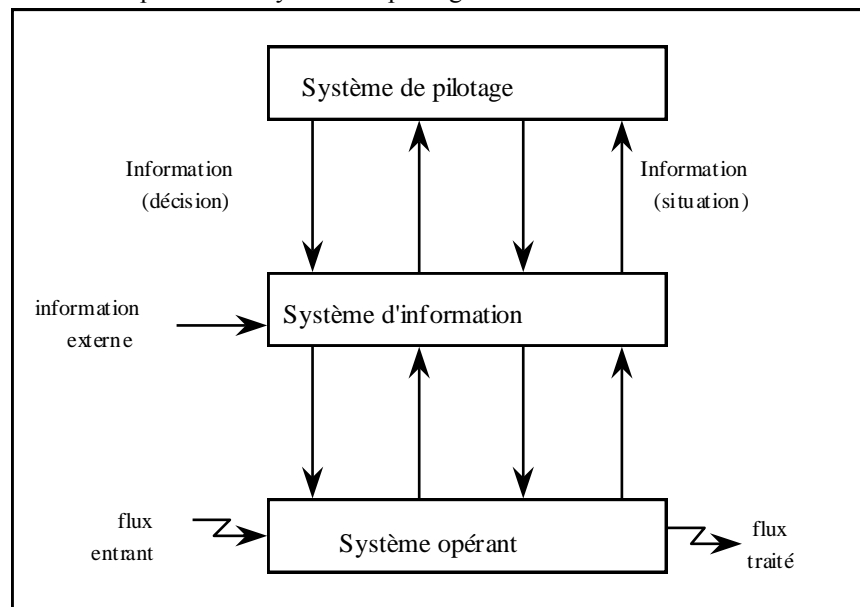 Système de pilotage
Information
(décision)
Information
(situation)
information
externe
Système d'information
flux
entrant
Système opérant
flux
traité